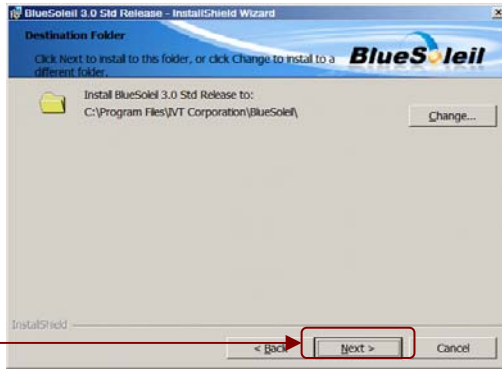 BlueSoleil 3.0 Std Release - InstallShield Wizard
Destination Folder
Click Next to install to this folder, or click Change to install to a
different folder.
BlueSoleil
Install BlueSoleil 3.0 Std Release to:
C:\Program Files\IVT Corporation\BlueSoleil\
Change...
InstallShield
< Back
Next >
Cancel